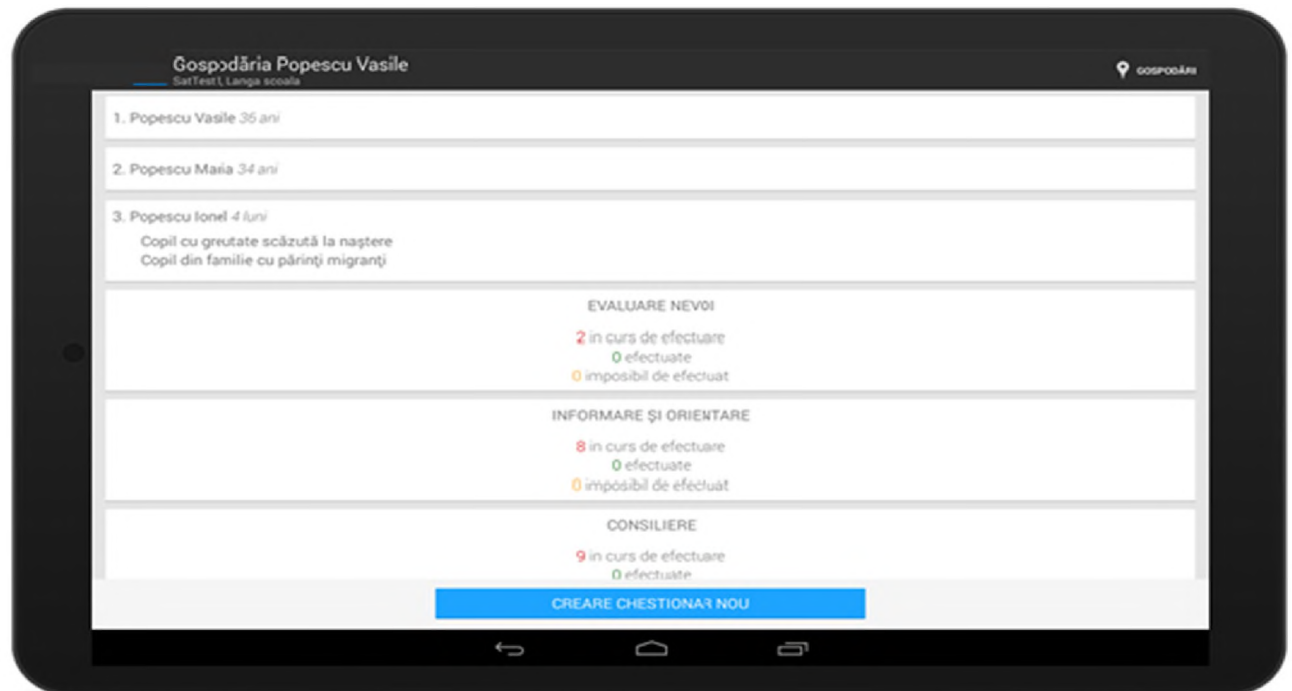 Gospodăria Popescu Vasile
SatTest1, Langa scoala
GOSPODĂRII
1. Popescu Vasile 36 ani
2. Popescu Maria 34 ani
3. Popescu Ionel 4 luni
Copil cu greutate scăzută la naştere
Copil din familie cu părinţi migranţi
EVALUARE NEVOI
2 in curs de efectuare
0 efectuate
0 imposibil de efectuat
INFORMARE ŞI ORIENTARE
8 in curs de efectuare
0 efectuate
0 imposibil de efectuat
CONSILIERE
9 in curs de efectuare
0 efectuate
CREARE CHESTIONAR NOU